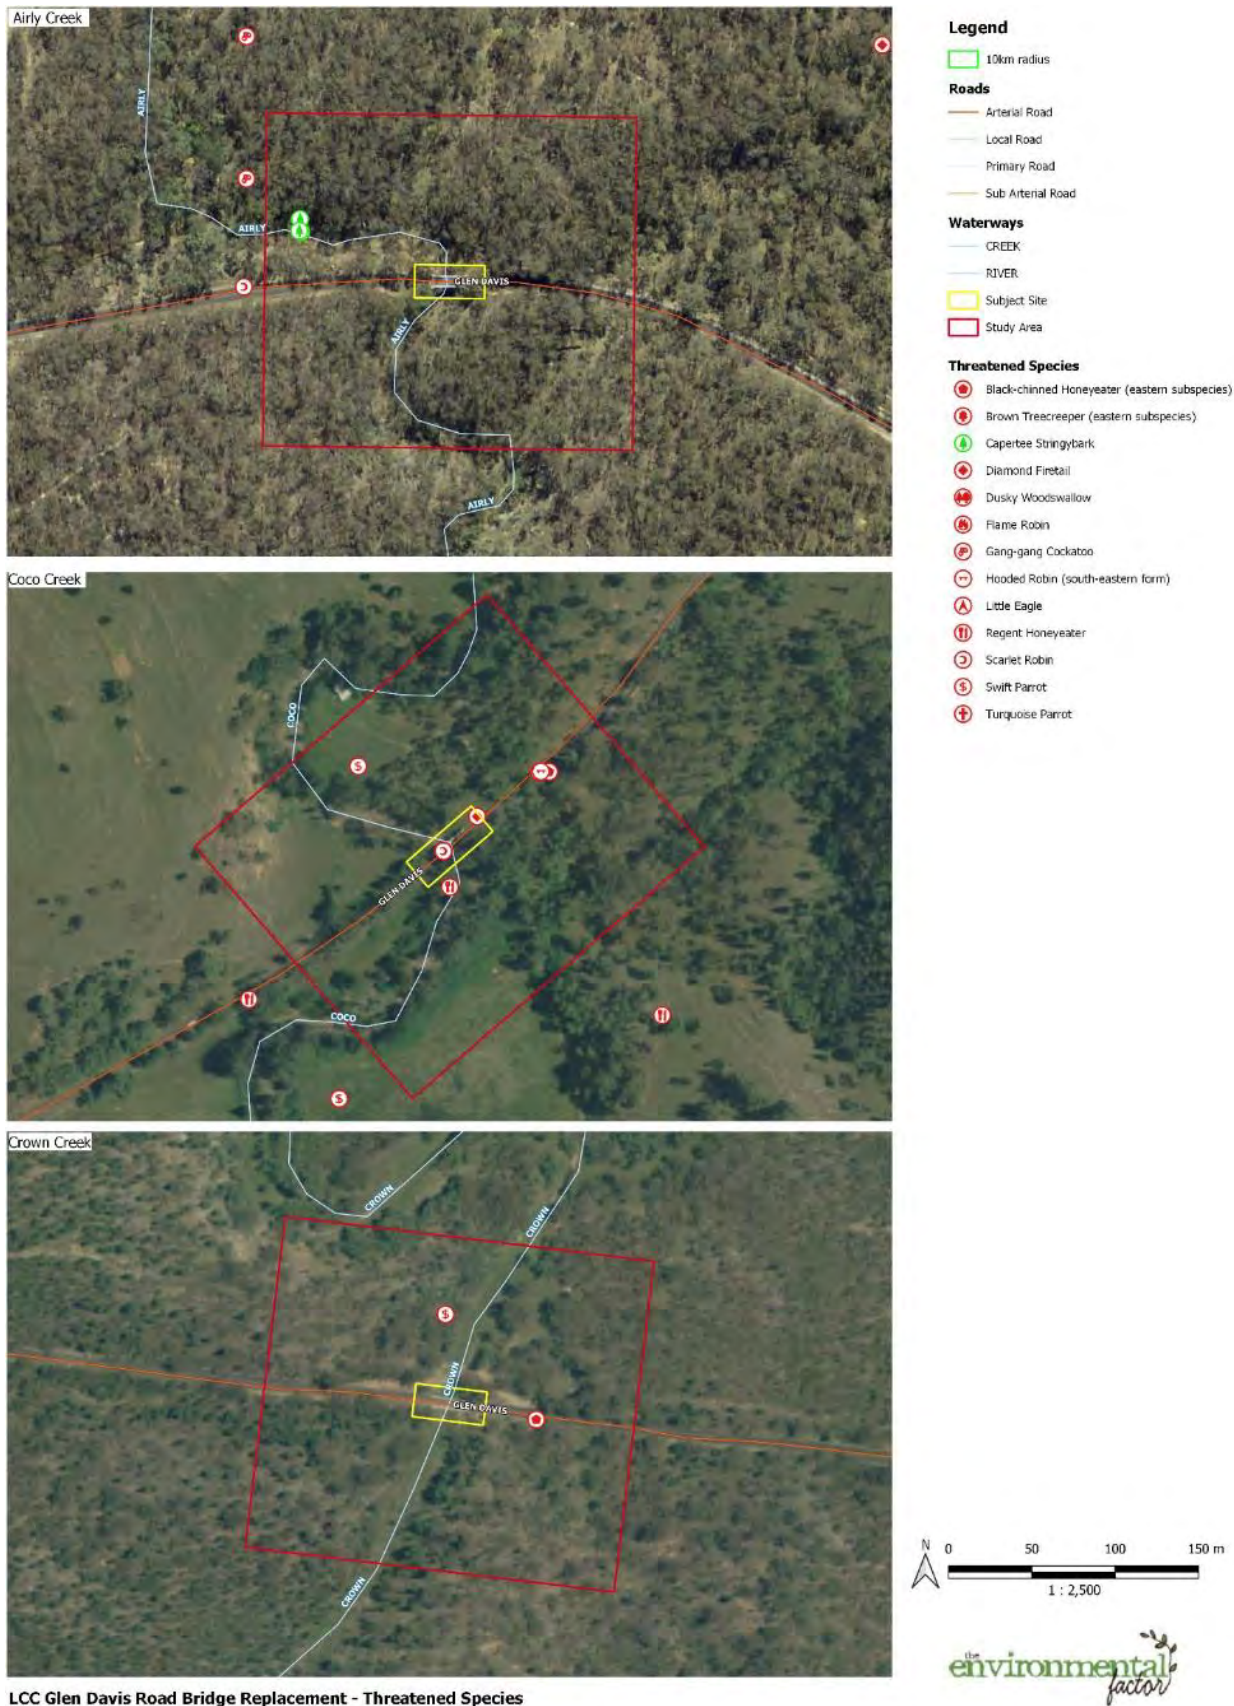 Airly Creek
AIRLY
AIRLY
GLEN DAVIS
AIRLY
AIRLY
Coco Creek
COCO
GLEN DAVIS
COCO
Crown Creek
CROWN
CROWN
CROWN
GLEN DAVIS
CROWN
LCC Glen Davis Road Bridge Replacement - Threatened Species
Legend
10km radius
Roads
Arterial Road
Local Road
Primary Road
Sub Arterial Road
Waterways
CREEK
RIVER
Subject Site
Study Area
Threatened Species
Black-chinned Honeyeater (eastern subspecies)
Brown Treecreeper (eastern subspecies)
Capertee Stringybark
Diamond Firetail
Dusky Woodswallow
Flame Robin
Gang-gang Cockatoo
Hooded Robin (south-eastern form)
Little Eagle
Regent Honeyeater
Scarlet Robin
Swift Parrot
Turquoise Parrot
N
0 50 100 150 m
1 : 2,500
the
environmental
factor